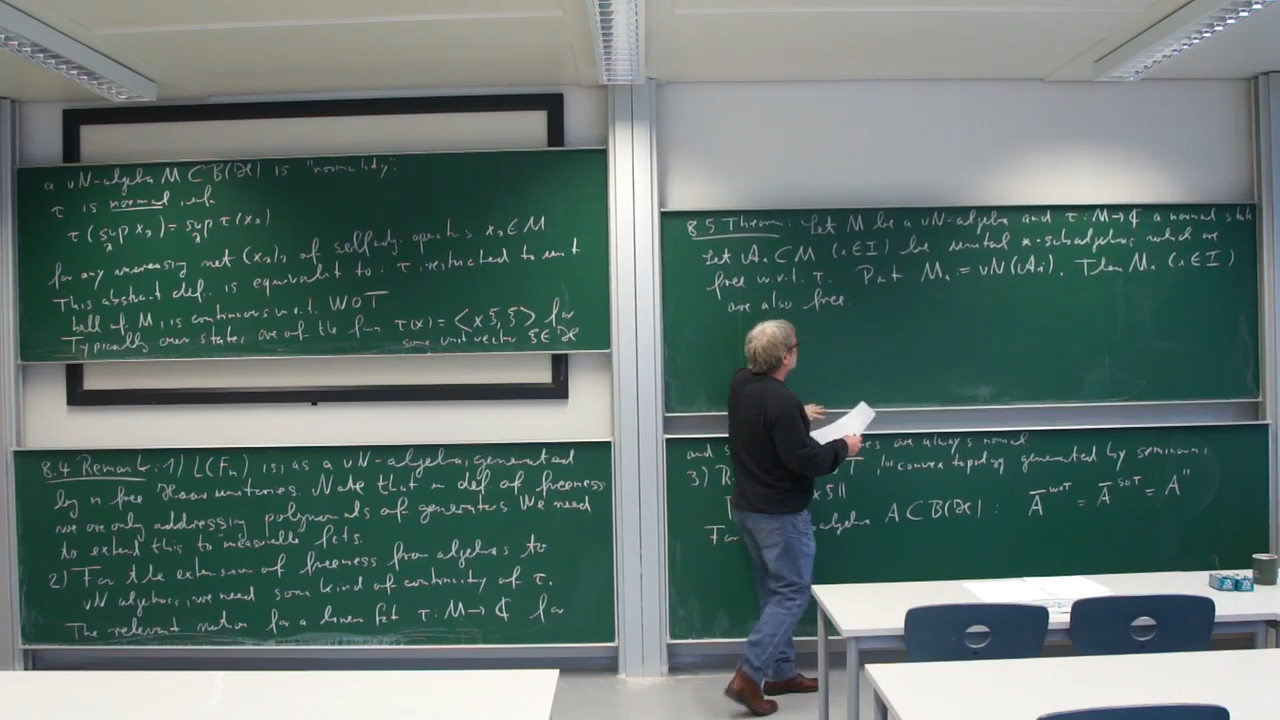 8.4 Remark: 1) L(Fn) is, as a vN-algebra, generated
by n free Haar unitaries. Note that in def of freeness
we are only addressing polynomials of generators. We need
to extend this to "measurable" fcts.
2) For the extension of freeness from algebras to
vN algebras, we need some kind of continuity of τ.
The relevant notion for a linear fct τ: M → ℂ for
a vN-algebra M ⊂ B(ℋ) is "normality":
τ is normal, if
τ(sup xλ) = sup τ(xλ)
λ λ
for any increasing net (xλ)λ of selfadj. operators xλ ∈ M
This abstract def. is equivalent to: τ, restricted to unit
ball of M, is continuous w.r.t. WOT
Typically our states are of the form τ(x) = ⟨xξ,ξ⟩ for
some unit vector ξ ∈ ℋ
and are always normal
3) loc convex topology generated by seminorms
xξ||
algebra A ⊂ B(ℋ): A̅ᵂᴼᵀ = A̅ˢᴼᵀ = A''
8.5 Theorem: Let M be a vN-algebra and τ: M → ℂ a normal state
Let Ai ⊂ M (i∈I) be unital *-subalgebras which are
free w.r.t. τ. Put Mi = vN(Ai). Then Mi (i∈I)
are also free.